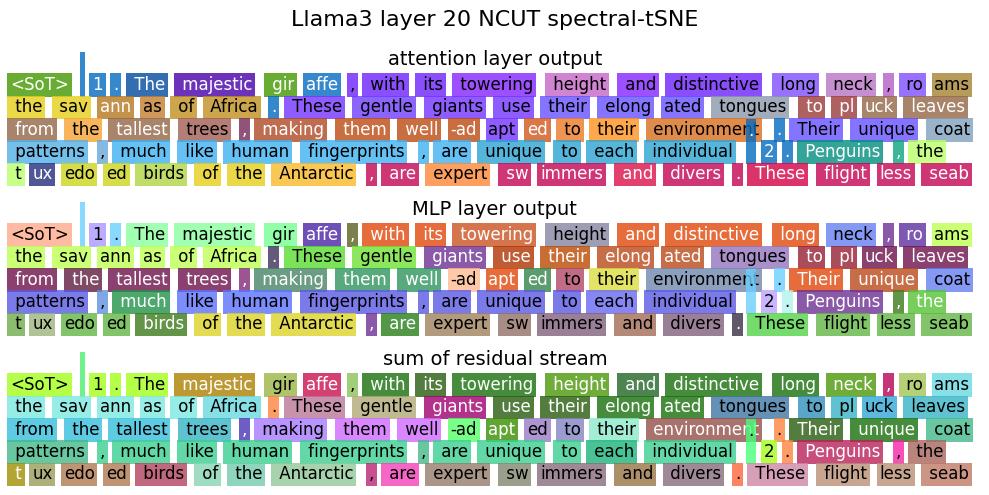 Llama3 layer 20 NCUT spectral-tSNE
attention layer output
<SoT> 1 . The majestic gir affe , with its towering height and distinctive long neck , ro ams
the sav ann as of Africa . These gentle giants use their elong ated tongues to pl uck leaves
from the tallest trees , making them well -ad apt ed to their environment . Their unique coat
patterns , much like human fingerprints , are unique to each individual 2 . Penguins , the
t ux edo ed birds of the Antarctic , are expert sw immers and divers . These flight less seab
MLP layer output
<SoT> 1 . The majestic gir affe , with its towering height and distinctive long neck , ro ams
the sav ann as of Africa . These gentle giants use their elong ated tongues to pl uck leaves
from the tallest trees , making them well -ad apt ed to their environment . Their unique coat
patterns , much like human fingerprints , are unique to each individual 2 . Penguins , the
t ux edo ed birds of the Antarctic , are expert sw immers and divers . These flight less seab
sum of residual stream
<SoT> 1 . The majestic gir affe , with its towering height and distinctive long neck , ro ams
the sav ann as of Africa . These gentle giants use their elong ated tongues to pl uck leaves
from the tallest trees , making them well -ad apt ed to their environment . Their unique coat
patterns , much like human fingerprints , are unique to each individual . 2 . Penguins , the
t ux edo ed birds of the Antarctic , are expert sw immers and divers . These flight less seab